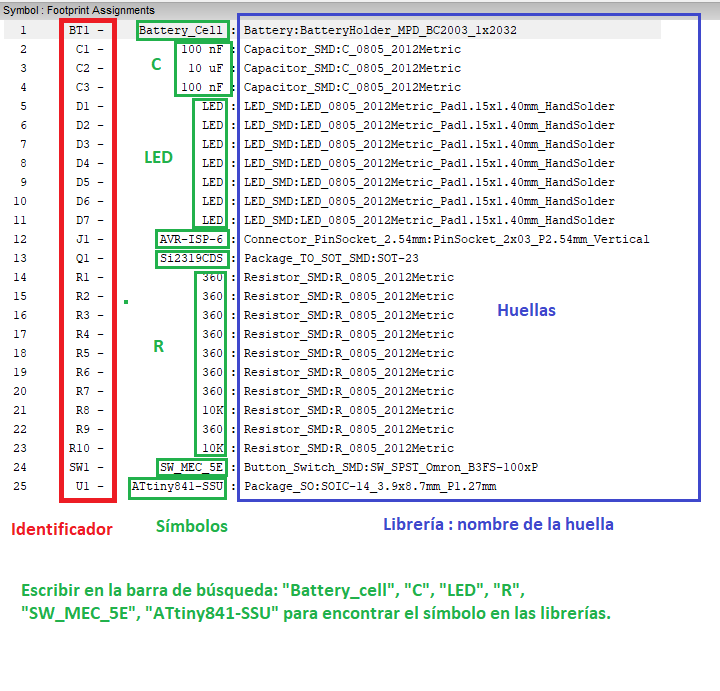 Symbol : Footprint Assignments
1 BT1 - Battery_Cell : Battery:BatteryHolder_MPD_BC2003_1x2032
2 C1 - 100 nF : Capacitor_SMD:C_0805_2012Metric
3 C2 - 10 uF : Capacitor_SMD:C_0805_2012Metric
C
4 C3 - 100 nF : Capacitor_SMD:C_0805_2012Metric
5 D1 - LED : LED_SMD:LED_0805_2012Metric_Pad1.15x1.40mm_HandSolder
6 D2 - LED : LED_SMD:LED_0805_2012Metric_Pad1.15x1.40mm_HandSolder
7 D3 - LED : LED_SMD:LED_0805_2012Metric_Pad1.15x1.40mm_HandSolder
LED
8 D4 - LED : LED_SMD:LED_0805_2012Metric_Pad1.15x1.40mm_HandSolder
9 D5 - LED : LED_SMD:LED_0805_2012Metric_Pad1.15x1.40mm_HandSolder
10 D6 - LED : LED_SMD:LED_0805_2012Metric_Pad1.15x1.40mm_HandSolder
11 D7 - LED : LED_SMD:LED_0805_2012Metric_Pad1.15x1.40mm_HandSolder
12 J1 - AVR-ISP-6 : Connector_PinSocket_2.54mm:PinSocket_2x03_P2.54mm_Vertical
13 Q1 - Si2319CDS : Package_TO_SOT_SMD:SOT-23
14 R1 - 360 : Resistor_SMD:R_0805_2012Metric
15 R2 - 360 : Resistor_SMD:R_0805_2012Metric
16 R3 - 360 : Resistor_SMD:R_0805_2012Metric
Huellas
17 R4 - 360 : Resistor_SMD:R_0805_2012Metric
18 R5 - 360 : Resistor_SMD:R_0805_2012Metric
R
19 R6 - 360 : Resistor_SMD:R_0805_2012Metric
20 R7 - 360 : Resistor_SMD:R_0805_2012Metric
21 R8 - 10K : Resistor_SMD:R_0805_2012Metric
22 R9 - 360 : Resistor_SMD:R_0805_2012Metric
23 R10 - 10K : Resistor_SMD:R_0805_2012Metric
24 SW1 - SW_MEC_5E : Button_Switch_SMD:SW_SPST_Omron_B3FS-100xP
25 U1 - ATtiny841-SSU : Package_SO:SOIC-14_3.9x8.7mm_P1.27mm
Identificador Símbolos Librería : nombre de la huella
Escribir en la barra de búsqueda: "Battery_cell", "C", "LED", "R",
"SW_MEC_5E", "ATtiny841-SSU" para encontrar el símbolo en las librerías.